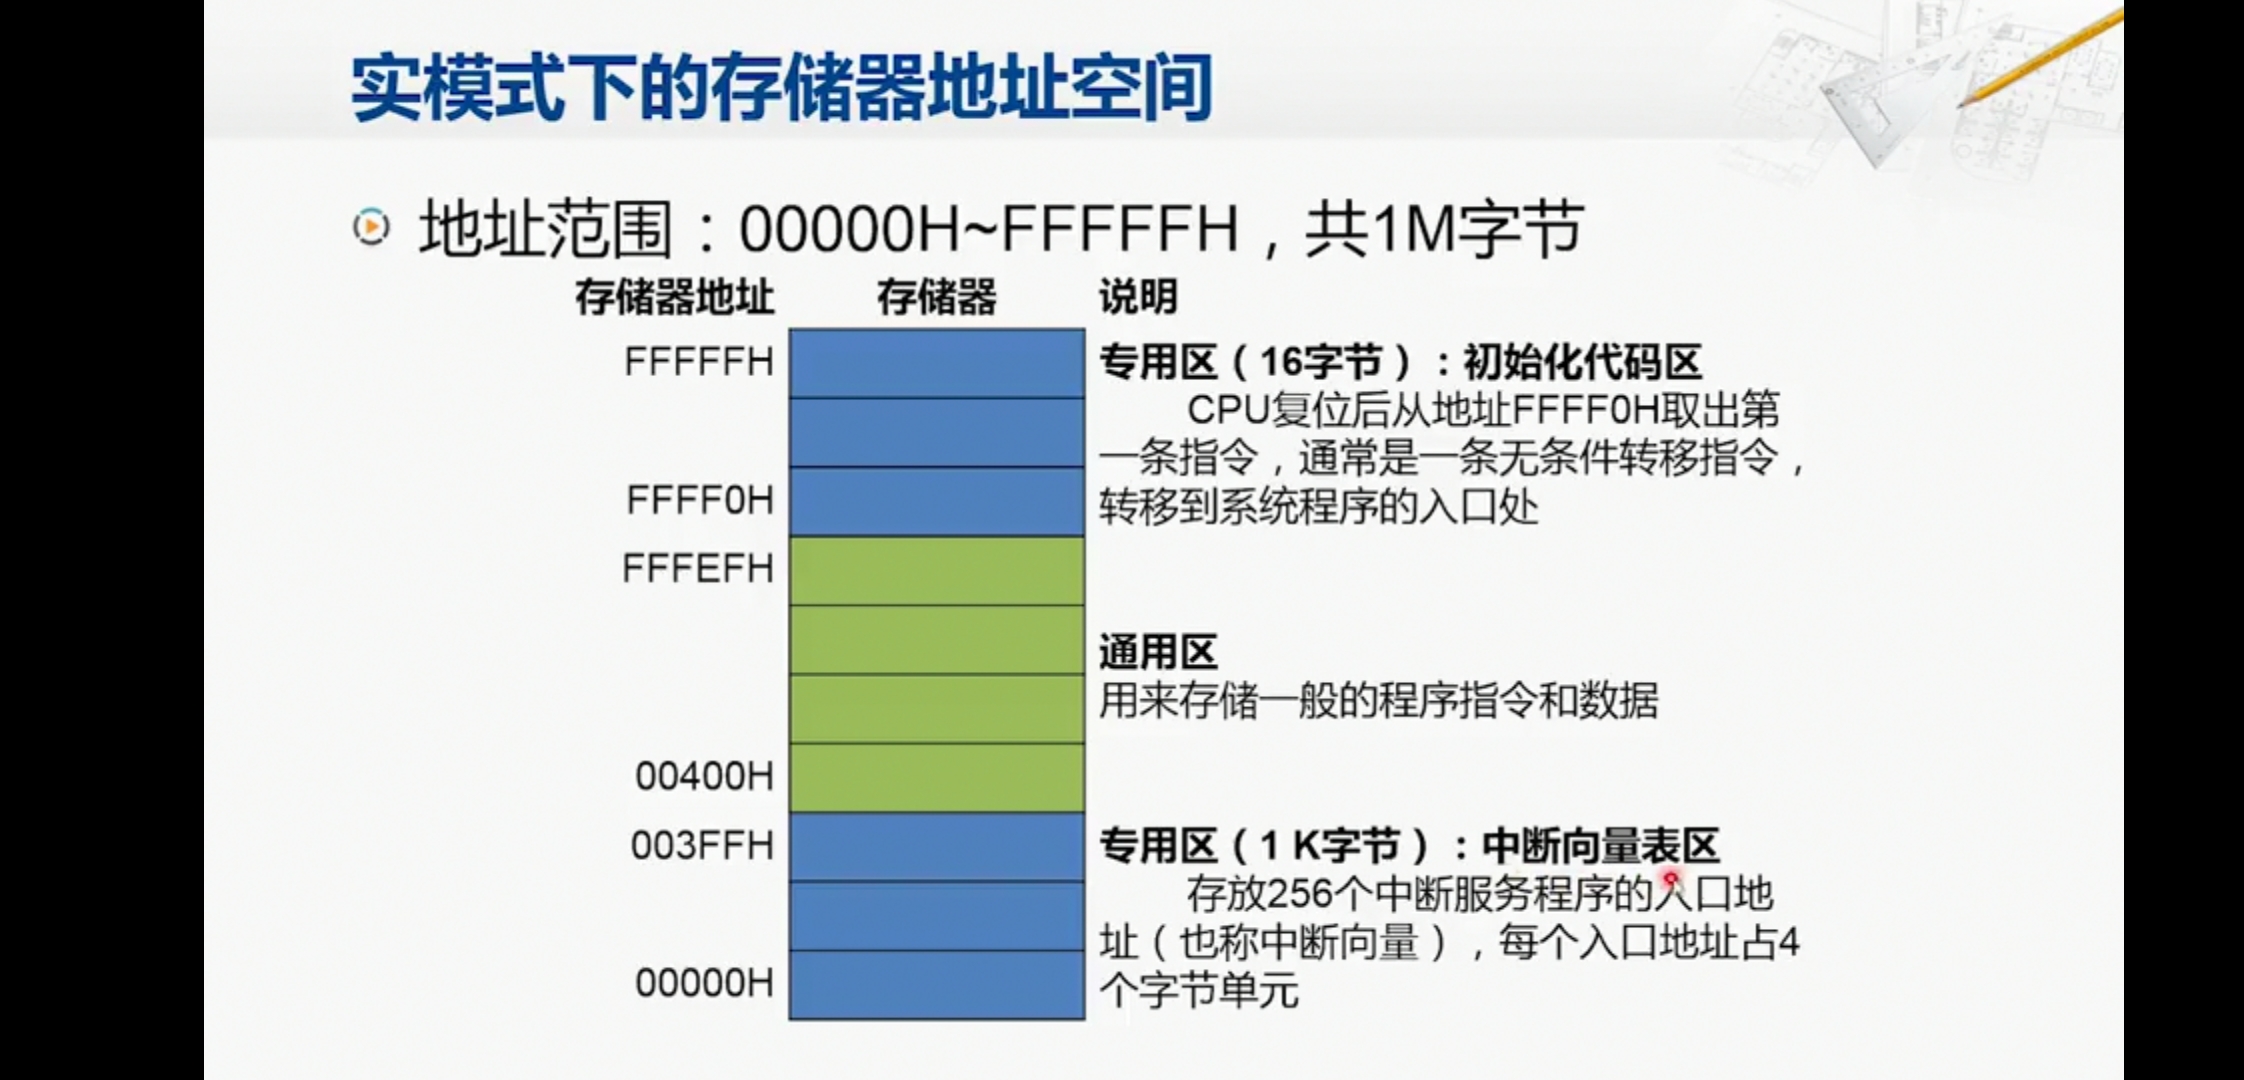 实模式下的存储器地址空间
地址范围：00000H~FFFFFH，共1M字节
存储器地址 存储器 说明
FFFFFH 专用区（16字节）：初始化代码区
CPU复位后从地址FFFF0H取出第
一条指令，通常是一条无条件转移指令，
FFFF0H 转移到系统程序的入口处
FFFEFH
通用区
用来存储一般的程序指令和数据
00400H
003FFH 专用区（1 K字节）：中断向量表区
存放256个中断服务程序的入口地
址（也称中断向量），每个入口地址占4
00000H 个字节单元